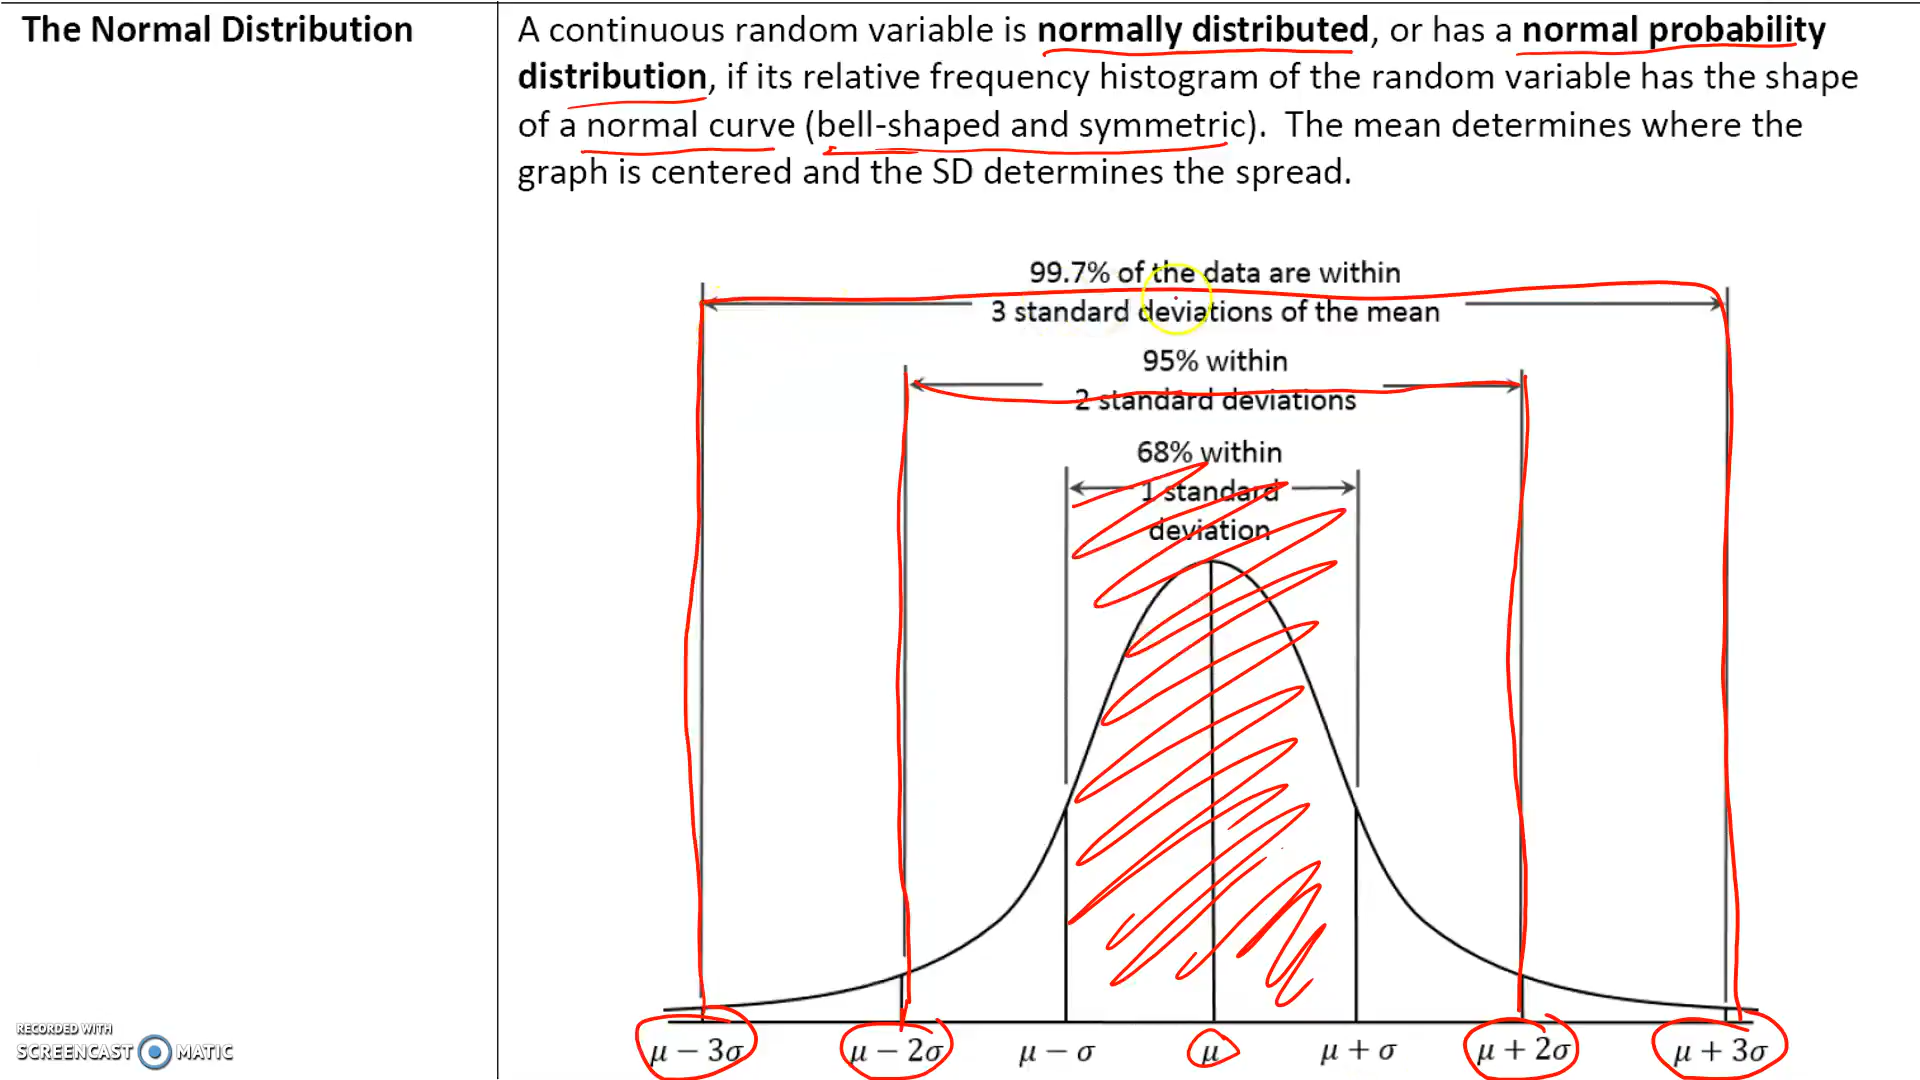 The Normal Distribution
A continuous random variable is normally distributed, or has a normal probability
distribution, if its relative frequency histogram of the random variable has the shape
of a normal curve (bell-shaped and symmetric). The mean determines where the
graph is centered and the SD determines the spread.
99.7% of the data are within
3 standard deviations of the mean
95% within
2 standard deviations
68% within
1 standard
deviation
μ − 3σ μ − 2σ μ − σ μ μ + σ μ + 2σ μ + 3σ
RECORDED WITH
SCREENCAST MATIC